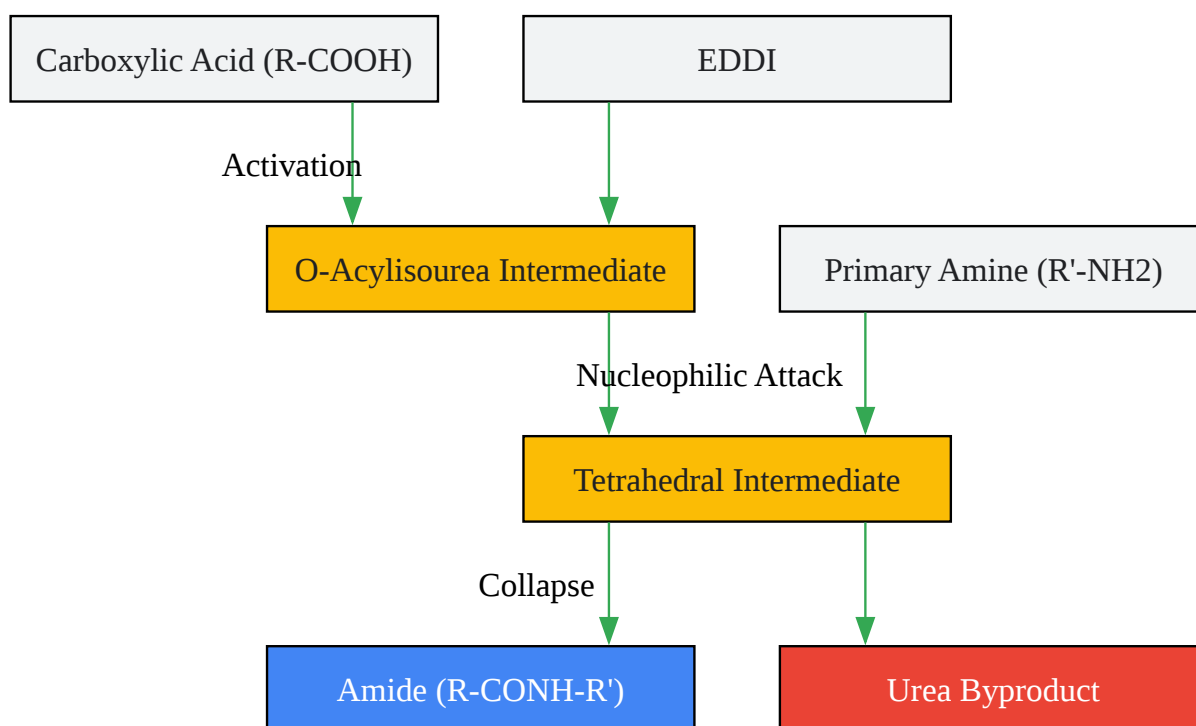 Carboxylic Acid (R-COOH)
EDDI
Activation
O-Acylisourea Intermediate
Primary Amine (R'-NH2)
Nucleophilic Attack
Tetrahedral Intermediate
Collapse
Amide (R-CONH-R')
Urea Byproduct